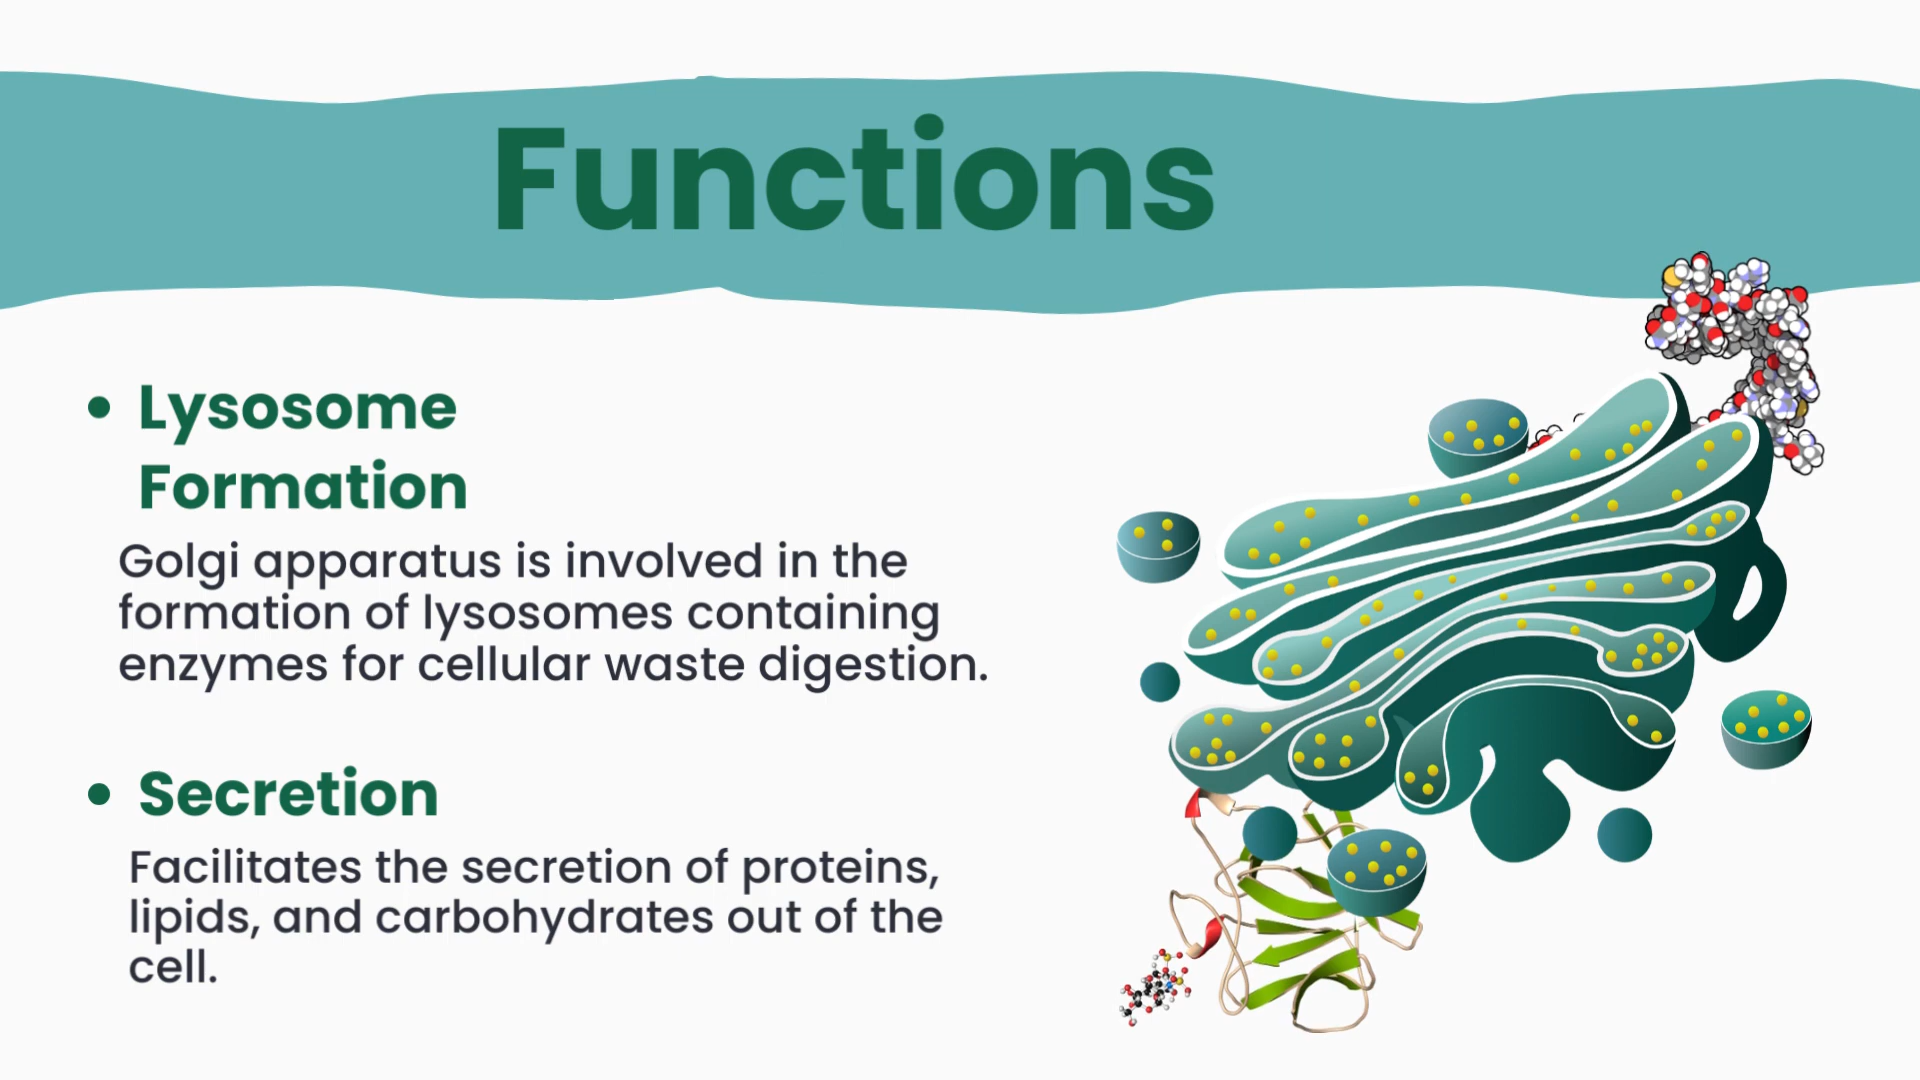 Functions
• Lysosome
Formation
Golgi apparatus is involved in the
formation of lysosomes containing
enzymes for cellular waste digestion.
• Secretion
Facilitates the secretion of proteins,
lipids, and carbohydrates out of the
cell.